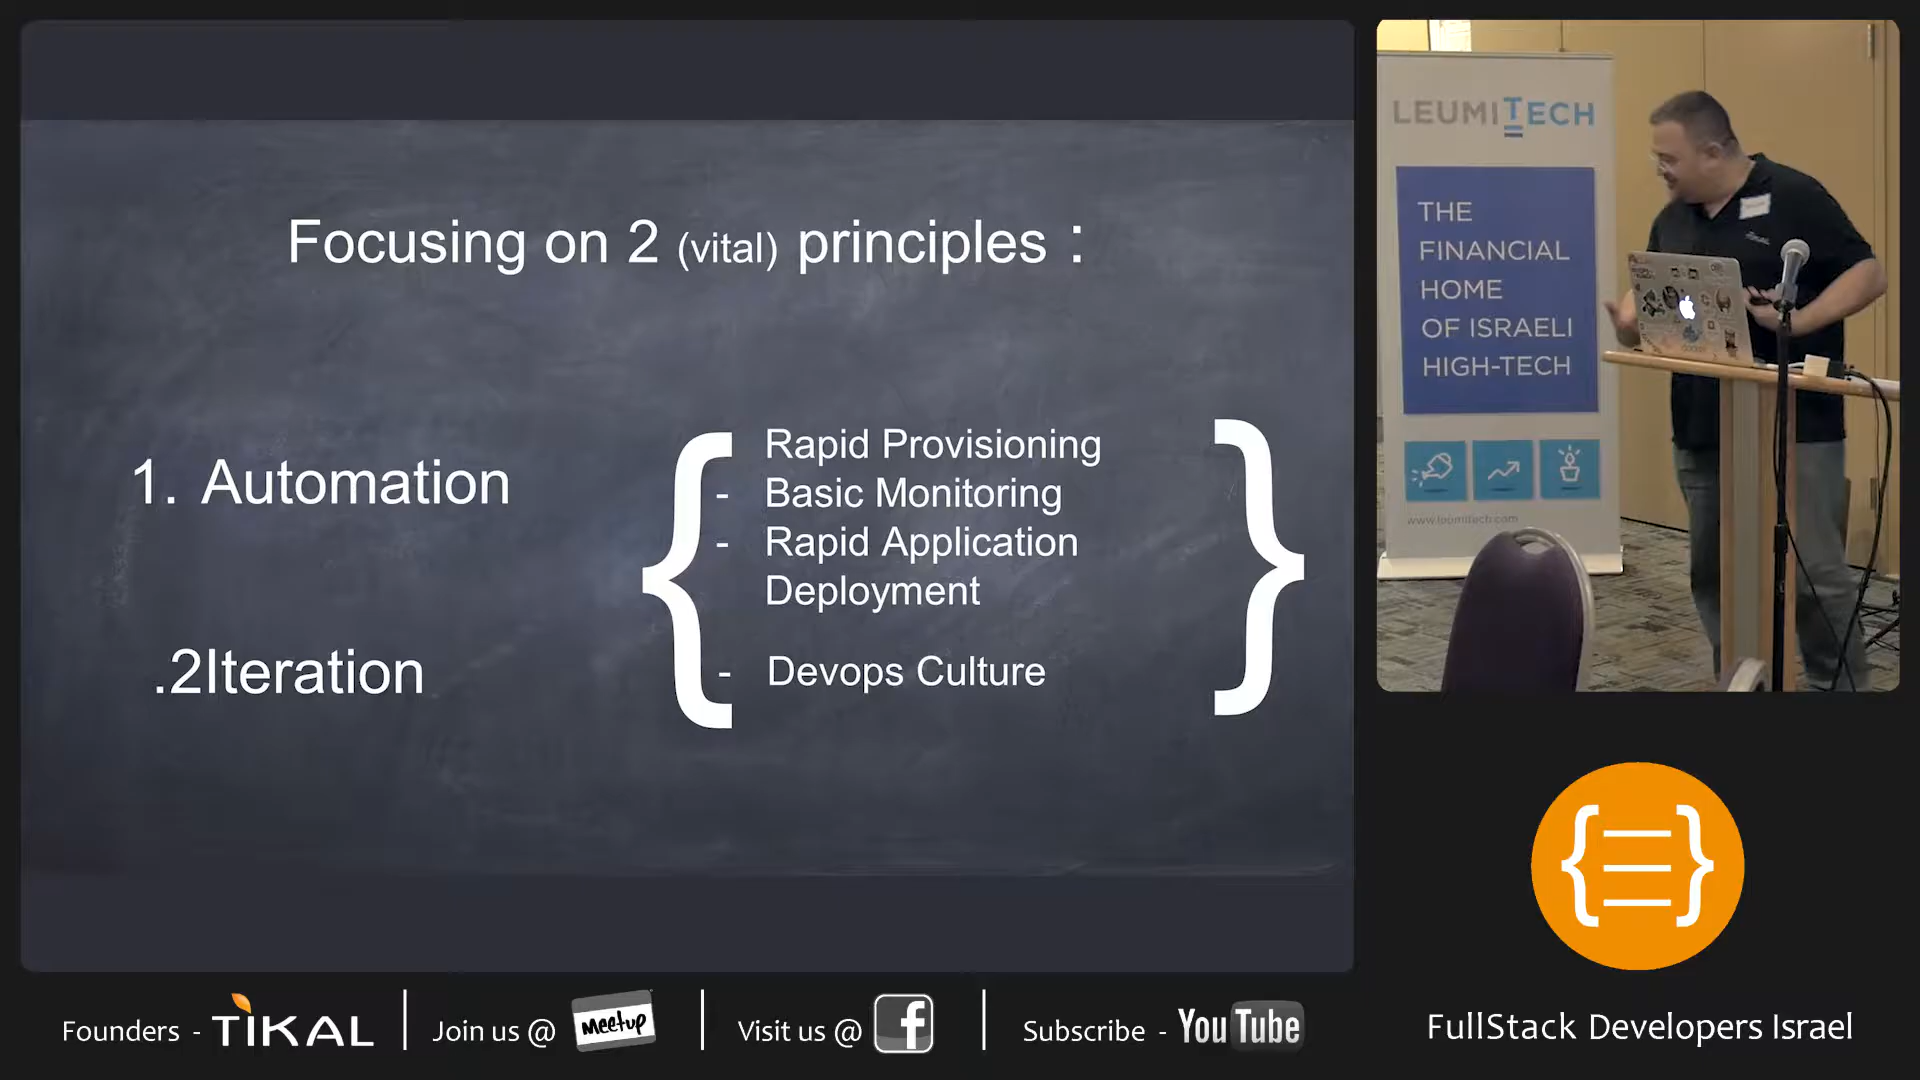 Focusing on 2 (vital) principles :
1. Automation
.2Iteration
Rapid Provisioning
- Basic Monitoring
- Rapid Application
Deployment
- Devops Culture
LEUMITECH
THE
FINANCIAL
HOME
OF ISRAELI
HIGH-TECH
www.leumitech.com
Founders - TIKAL
Join us @ Meetup
Visit us @ f
Subscribe - YouTube
{ }
FullStack Developers Israel